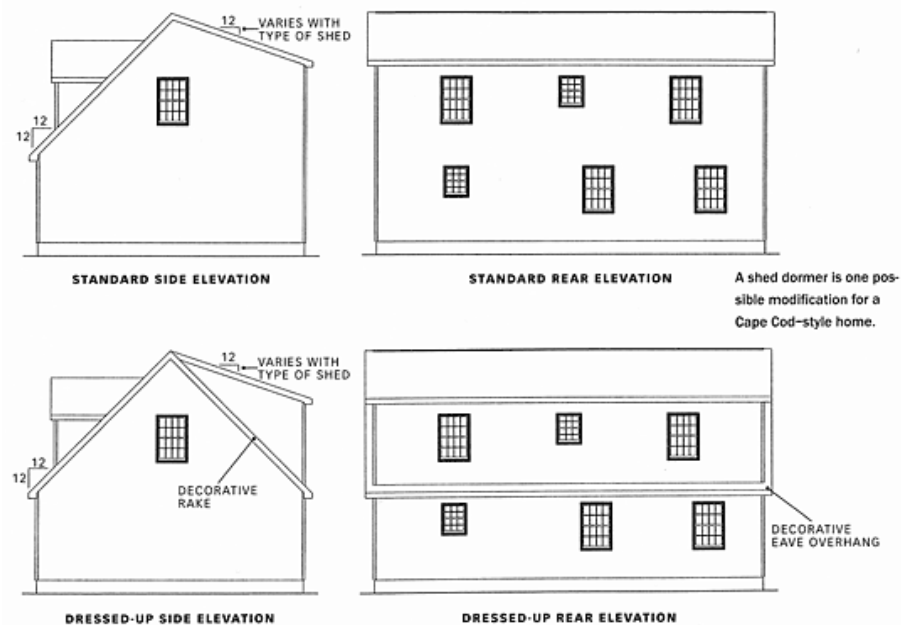 12
VARIES WITH
TYPE OF SHED
12
12
STANDARD SIDE ELEVATION
STANDARD REAR ELEVATION
A shed dormer is one pos-
sible modification for a
Cape Cod–style home.
12
VARIES WITH
TYPE OF SHED
12
12
DECORATIVE
RAKE
DECORATIVE
EAVE OVERHANG
DRESSED-UP SIDE ELEVATION
DRESSED-UP REAR ELEVATION